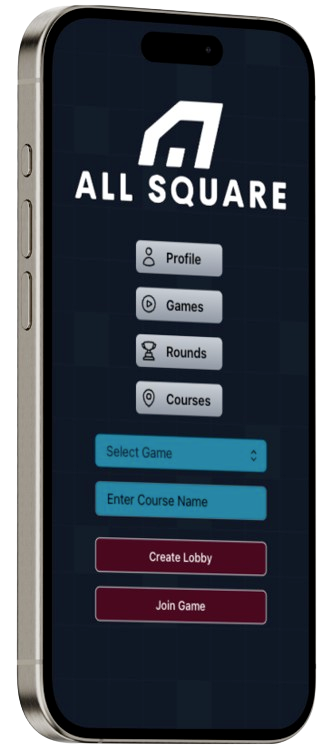 ALL SQUARE
Profile
Games
Rounds
Courses
Select Game
Enter Course Name
Create Lobby
Join Game